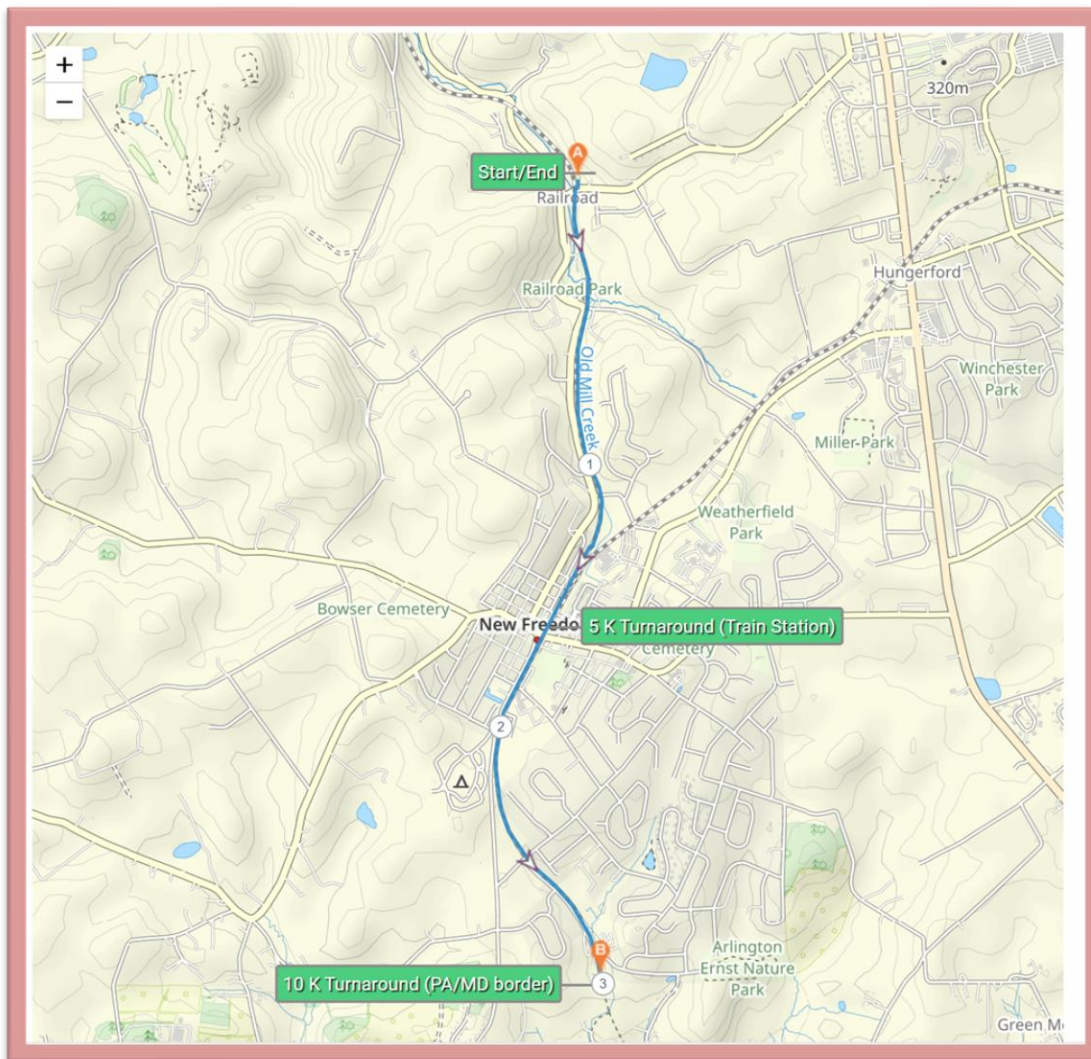 +
−
320m
A
Start/End
Railroad
Hungerford
Railroad Park
Old Mill Creek
Winchester
Park
Miller Park
1
Weatherfield
Park
Bowser Cemetery
New Freedo
5 K Turnaround (Train Station)
Cemetery
2
B
Arlington
Ernst Nature
Park
10 K Turnaround (PA/MD border)
3
Green M